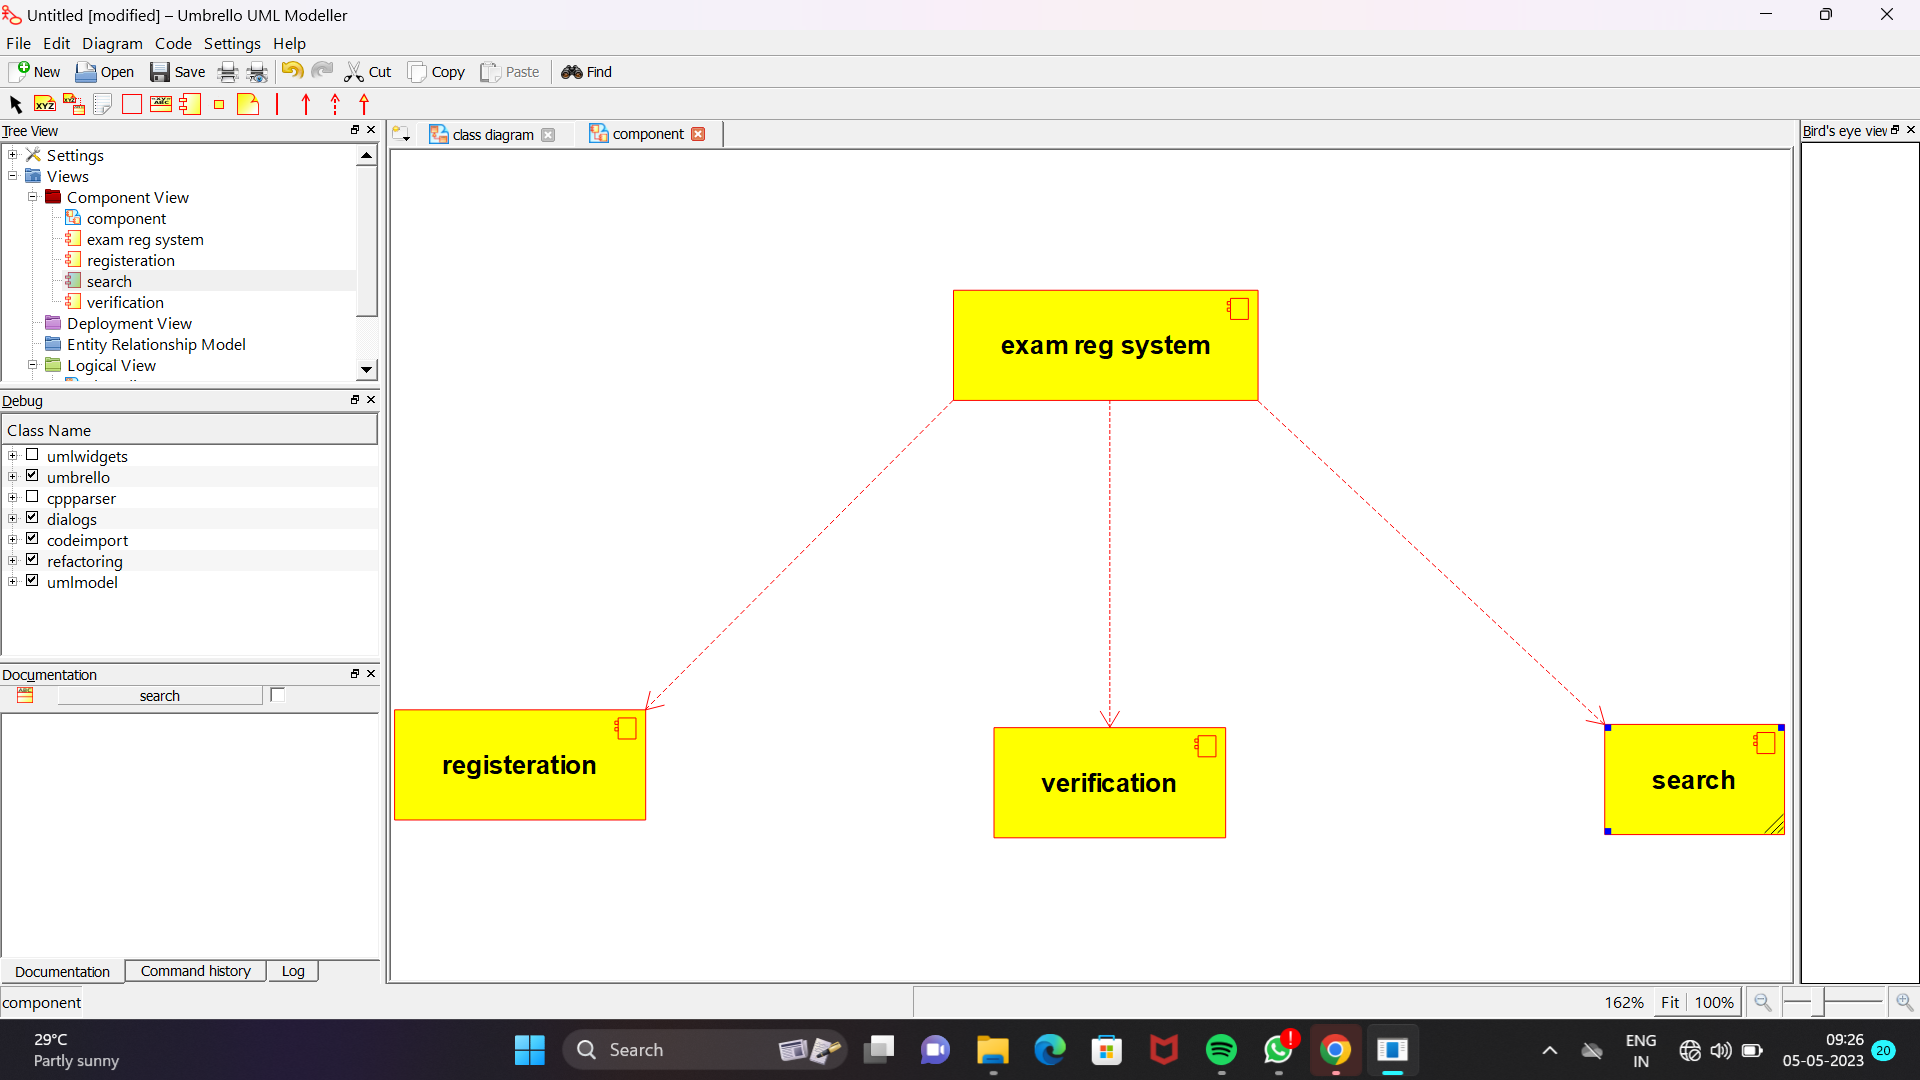 Untitled [modified] – Umbrello UML Modeller
File Edit Diagram Code Settings Help
New Open Save Cut Copy Paste Find
Tree View
class diagram component
Bird's eye view
Settings
Views
Component View
component
exam reg system
registeration
search
verification
Deployment View
Entity Relationship Model
Logical View
Debug
Class Name
umlwidgets
umbrello
cppparser
dialogs
codeimport
refactoring
umlmodel
Documentation
search
Documentation Command history Log
exam reg system
registeration
verification
search
component
162% Fit 100%
29°C
Partly sunny
Search
ENG
IN
09:26
05-05-2023
20